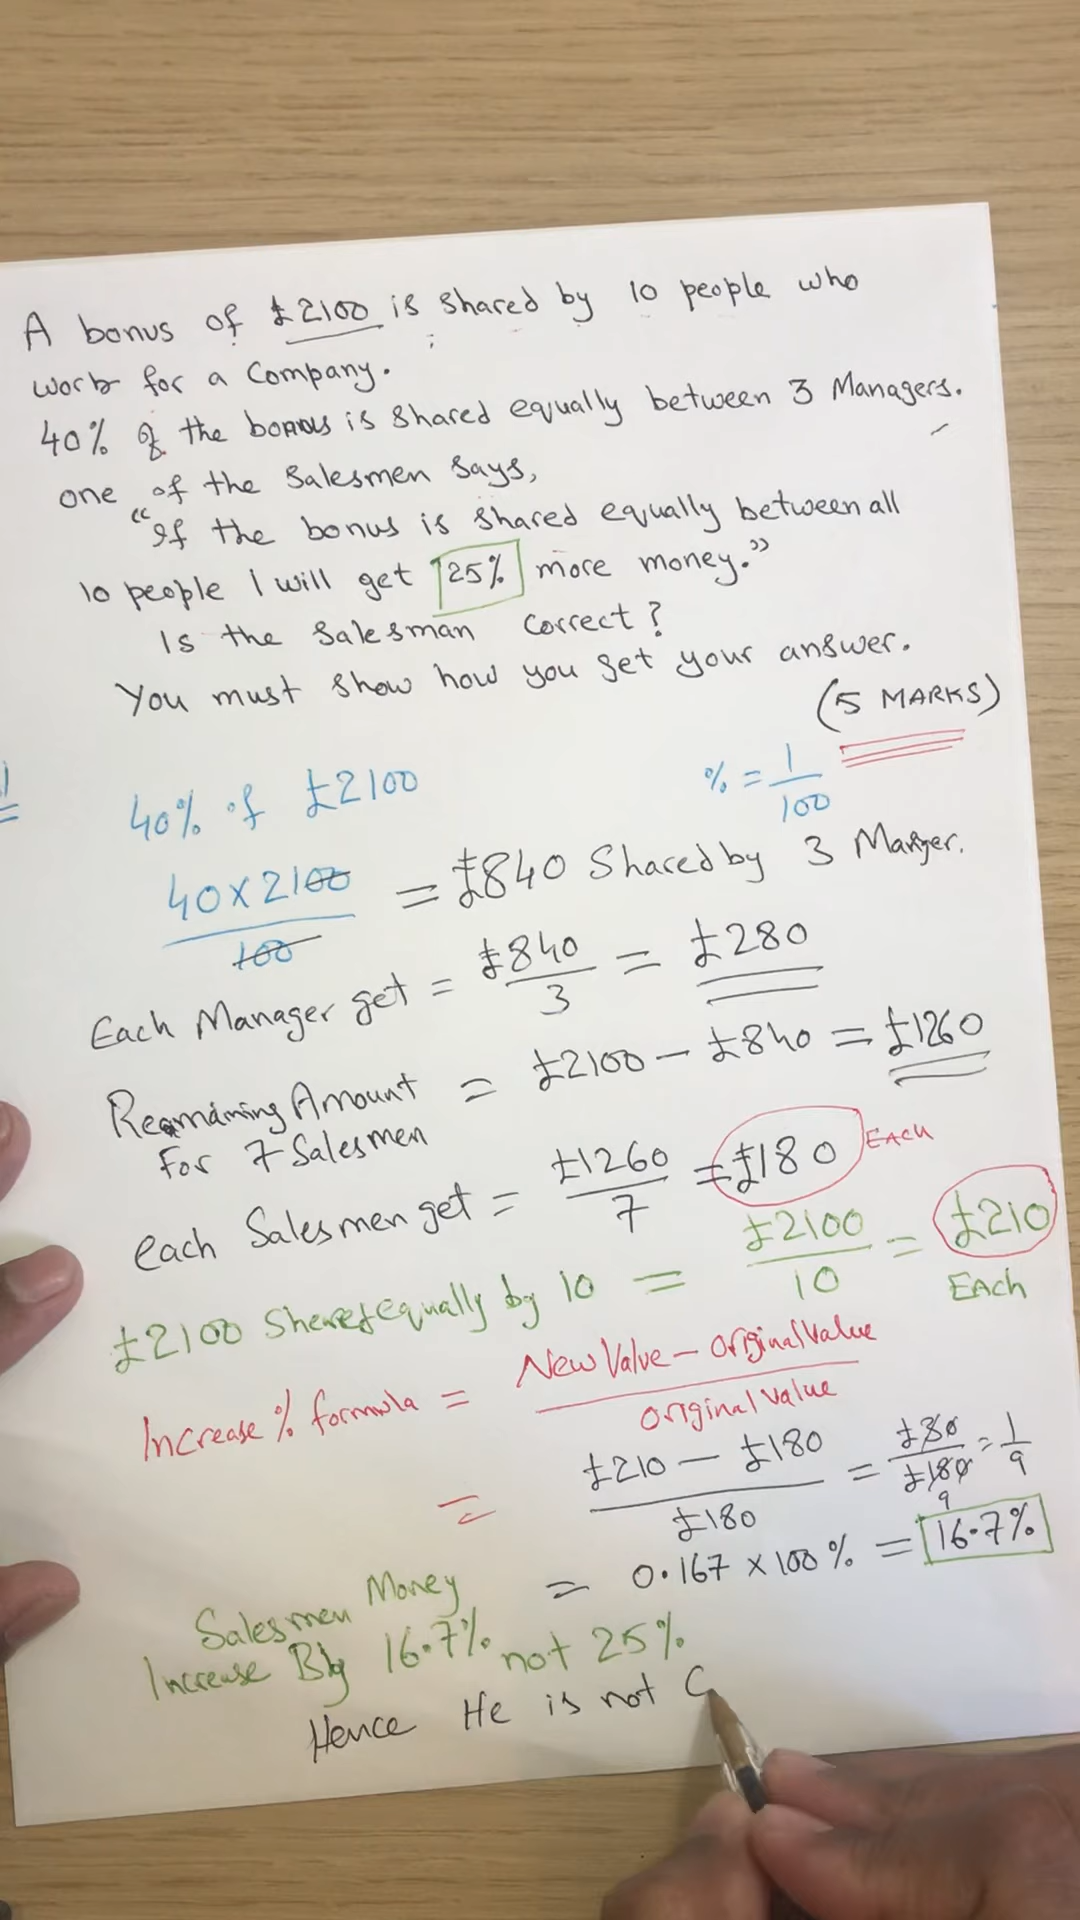 A bonus of £2100 is shared by 10 people who
work for a Company.
40% of the bonus is shared equally between 3 Managers.
one of the salesmen says,
"If the bonus is shared equally between all
10 people I will get 25% more money."
Is the salesman correct?
You must show how you get your answer.
(5 MARKS)
40% of £2100
% = 1/100
40×2100/100 = £840 Shared by 3 Manger.
Each Manager get = £840/3 = £280
Remaining Amount = £2100 - £840 = £1260
For 7 Salesmen
each Salesmen get = £1260/7 = £180 EACH
£2100 Shared equally by 10 = £2100/10 = £210
EAch
Increase % formula = New Value - Original Value / Original Value
= £210 - £180 / £180 = £30/£180 = 1/9
9
= 0.167 × 100% = 16.7%
Salesmen Money
Increase By 16.7% not 25%
Hence He is not C